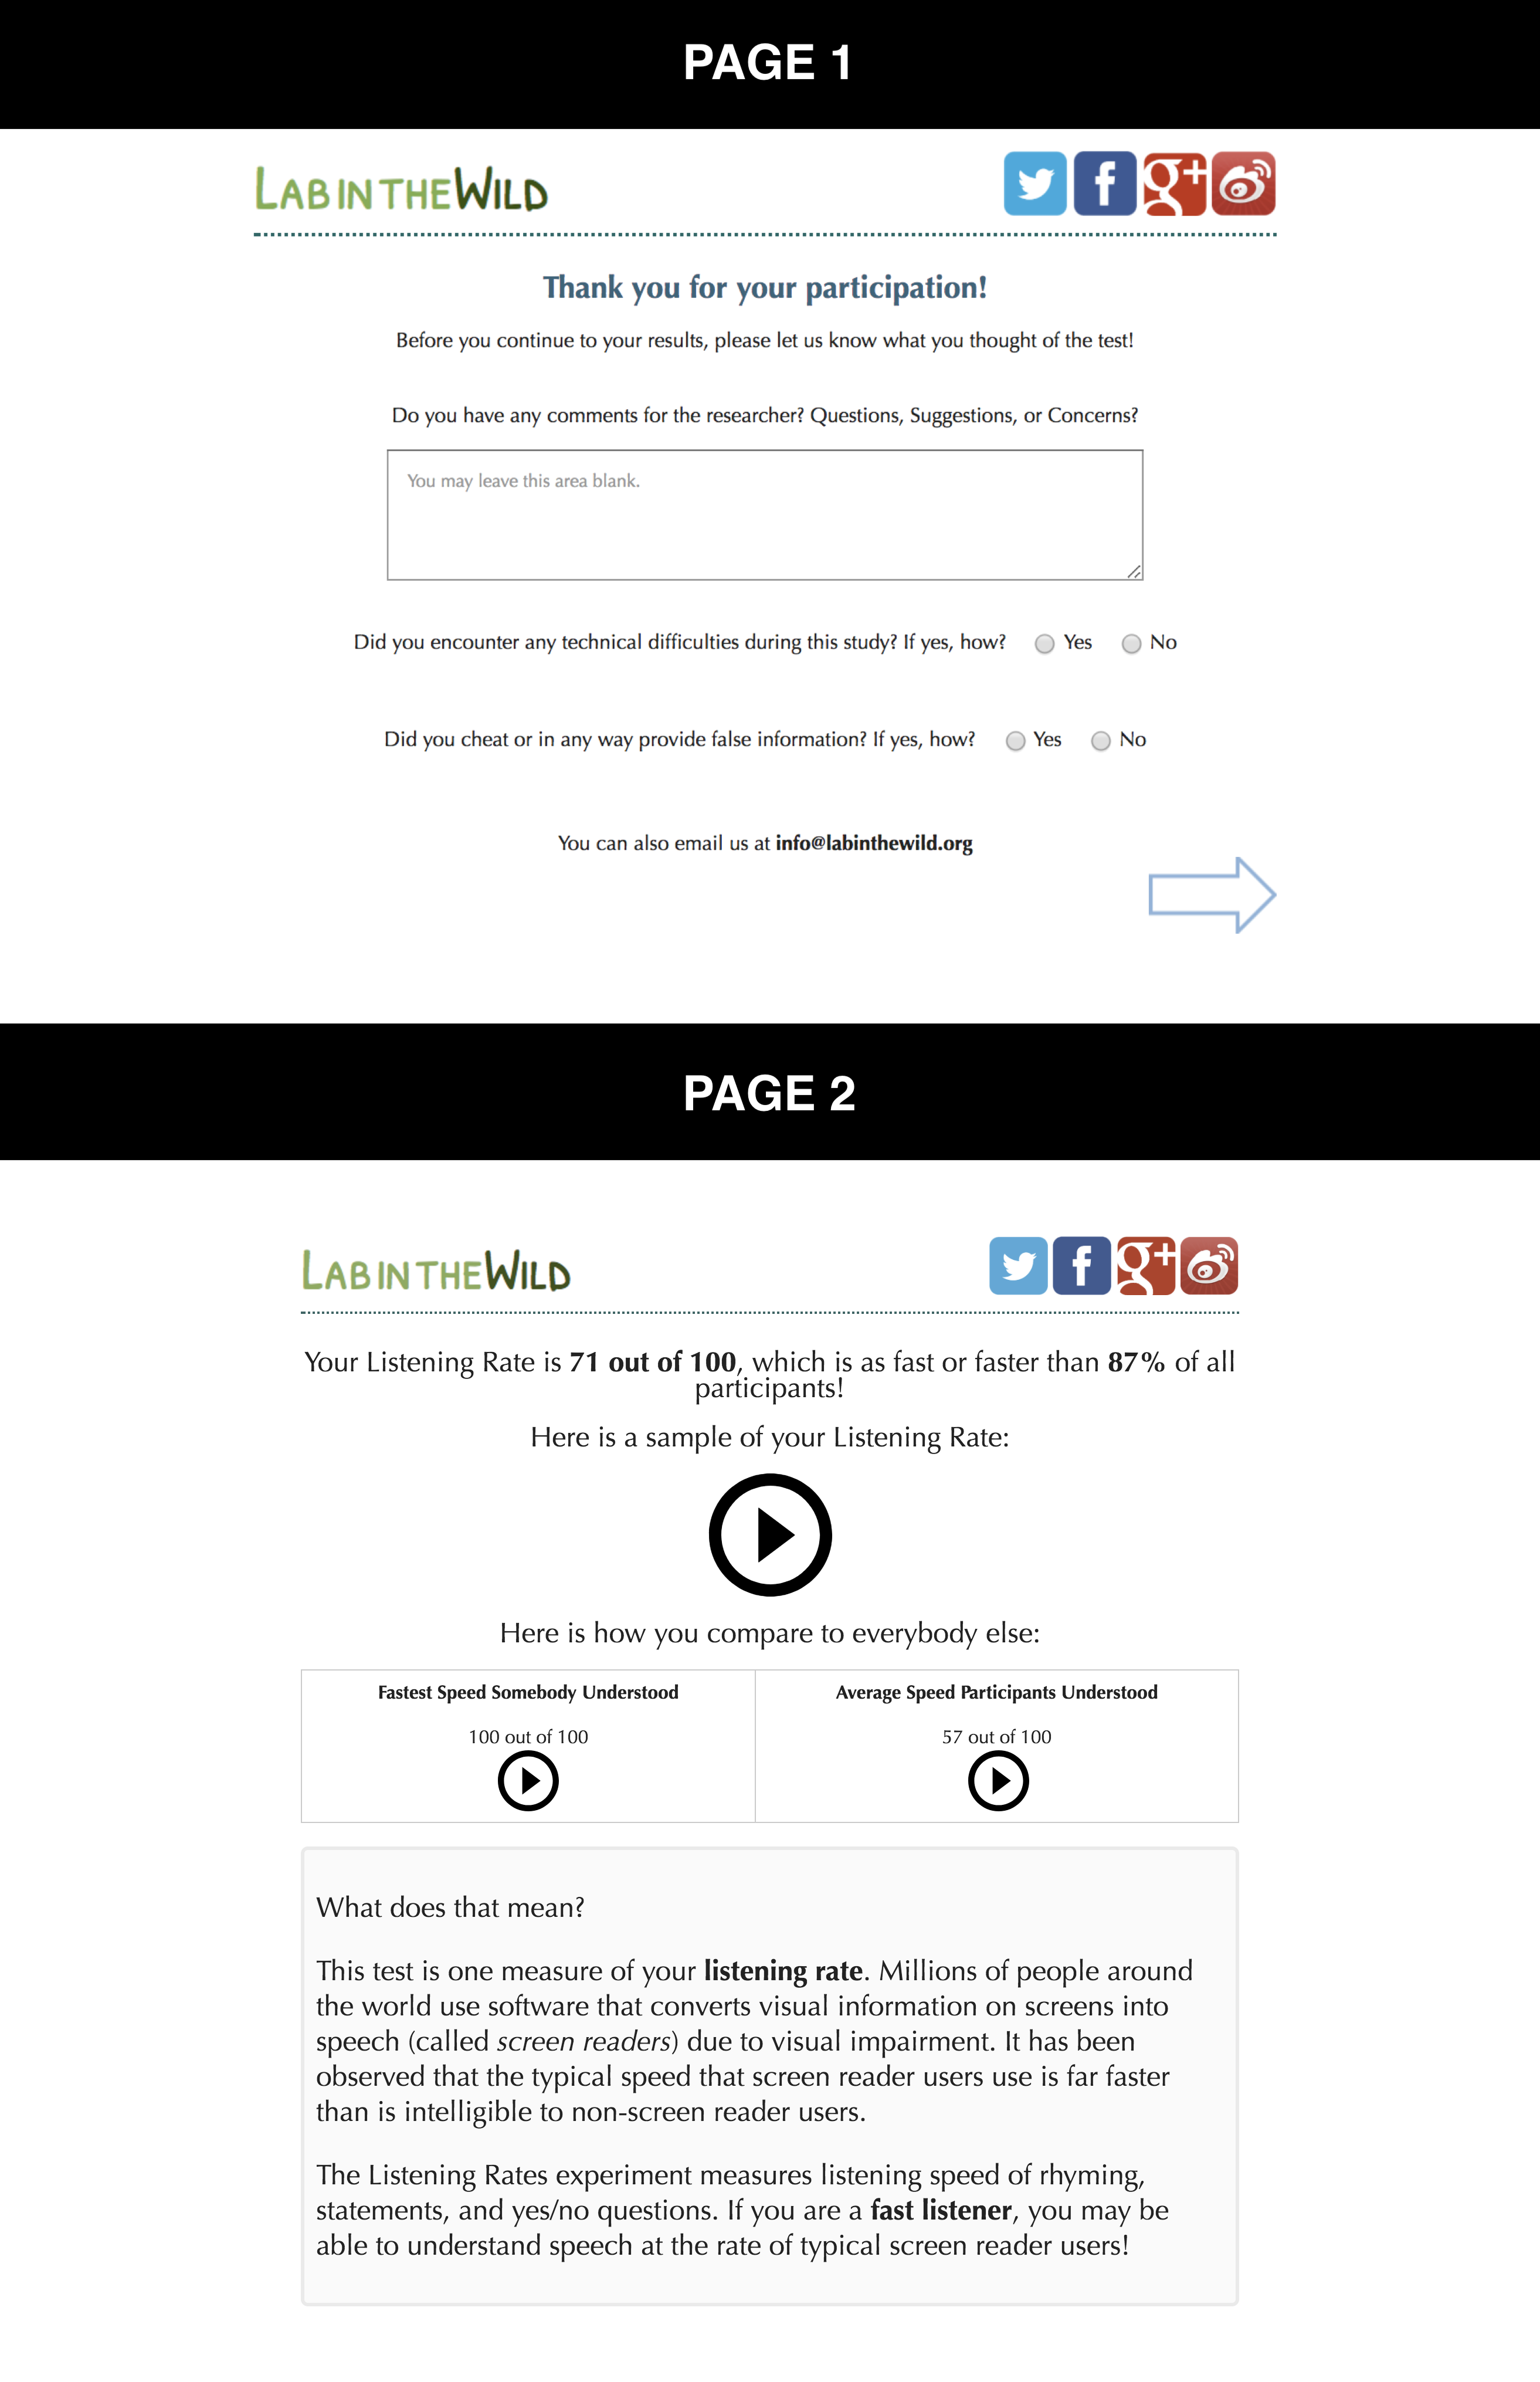 PAGE 1
LAB IN THE WILD
Thank you for your participation!
Before you continue to your results, please let us know what you thought of the test!
Do you have any comments for the researcher? Questions, Suggestions, or Concerns?
You may leave this area blank.
Did you encounter any technical difficulties during this study? If yes, how? Yes No
Did you cheat or in any way provide false information? If yes, how? Yes No
You can also email us at info@labinthewild.org
PAGE 2
LAB IN THE WILD
Your Listening Rate is 71 out of 100, which is as fast or faster than 87% of all
participants!
Here is a sample of your Listening Rate:
Here is how you compare to everybody else:
Fastest Speed Somebody Understood
100 out of 100
Average Speed Participants Understood
57 out of 100
What does that mean?
This test is one measure of your listening rate. Millions of people around
the world use software that converts visual information on screens into
speech (called screen readers) due to visual impairment. It has been
observed that the typical speed that screen reader users use is far faster
than is intelligible to non-screen reader users.
The Listening Rates experiment measures listening speed of rhyming,
statements, and yes/no questions. If you are a fast listener, you may be
able to understand speech at the rate of typical screen reader users!